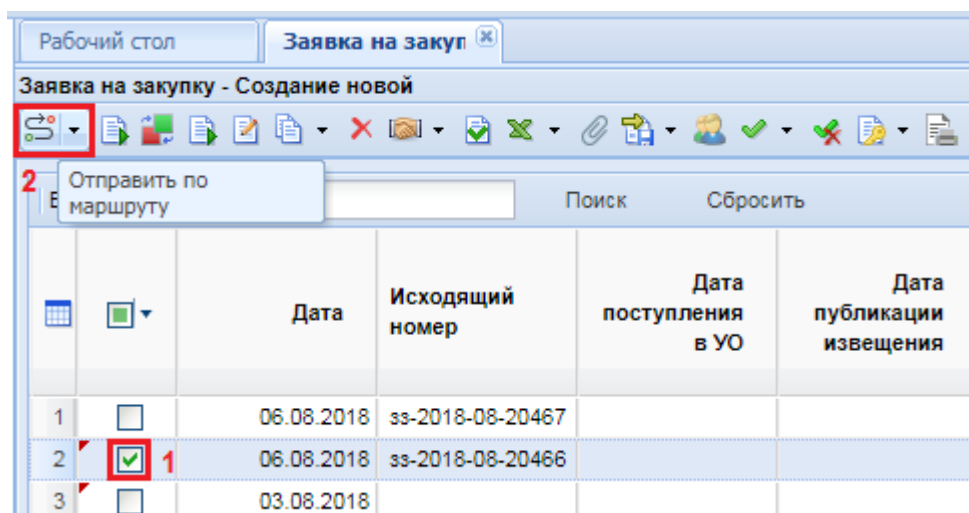 Рабочий стол
Заявка на закуп
Заявка на закупку - Создание новой
2
Отправить по
маршруту
Поиск
Сбросить
Дата
Исходящий
номер
Дата
поступления
в УО
Дата
публикации
извещения
1 06.08.2018 зз-2018-08-20467
2 1 06.08.2018 зз-2018-08-20466
3 03.08.2018